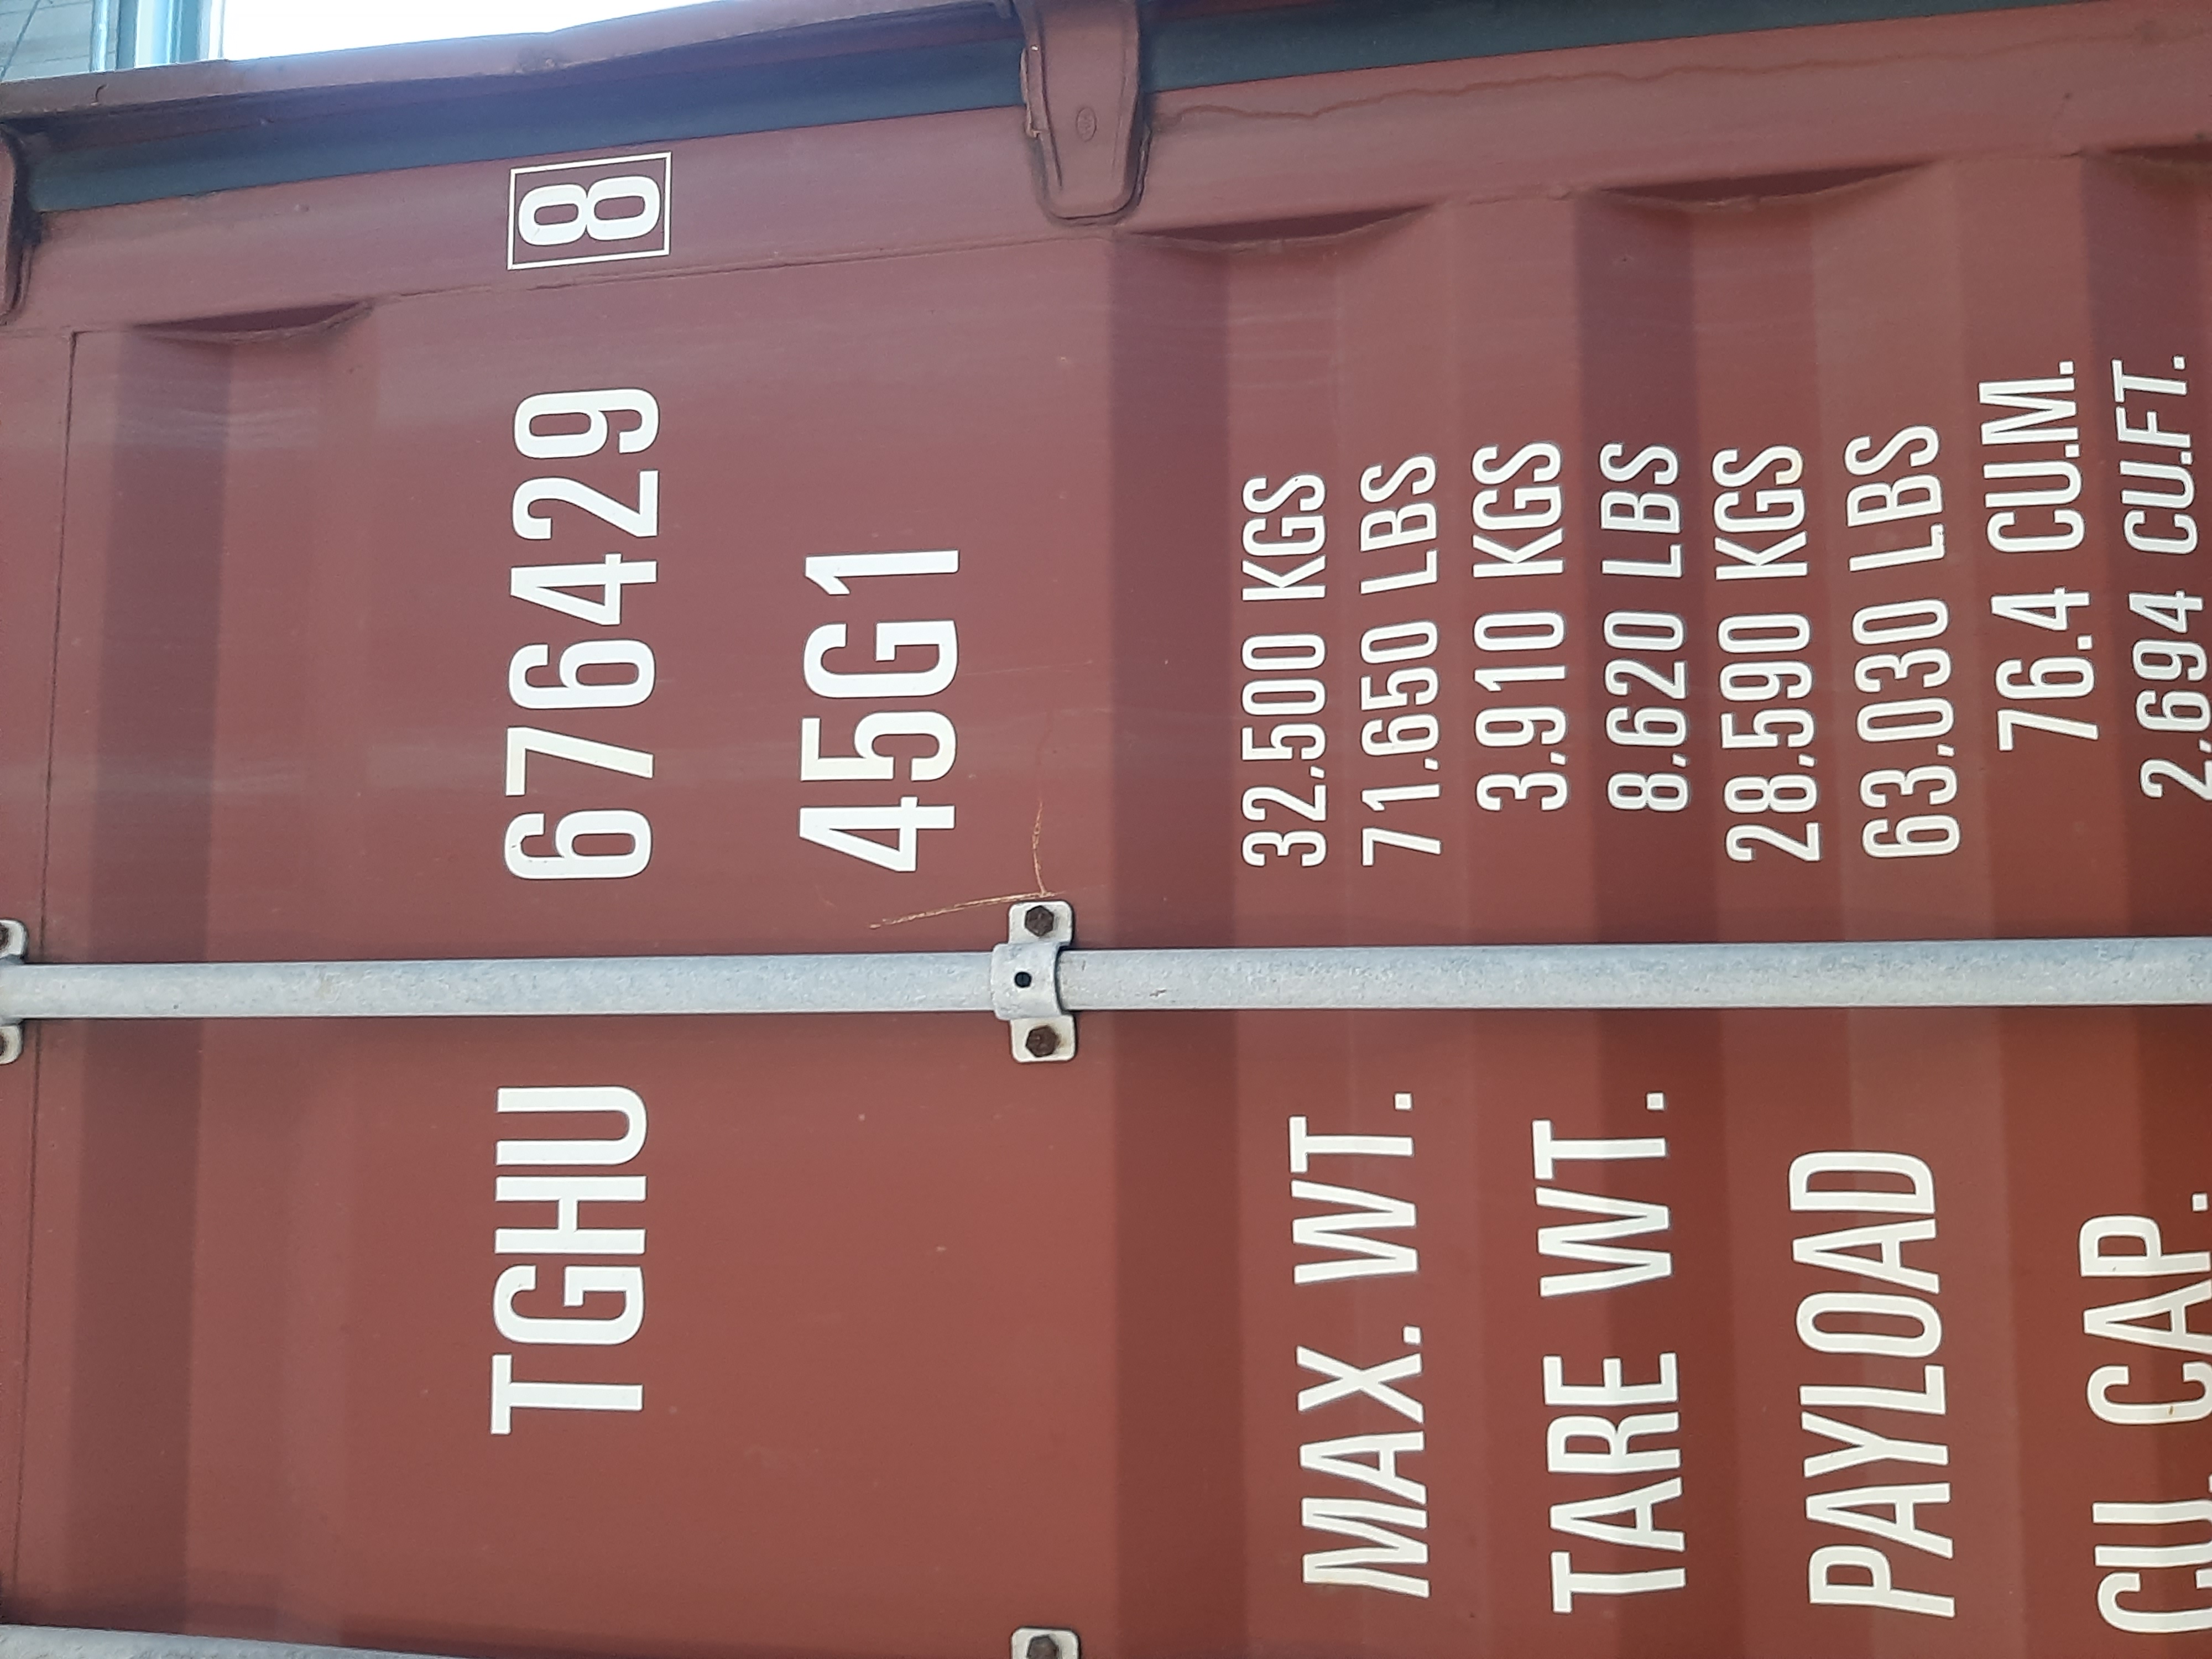 TGHU 676429 8
45G1
MAX. WT. 32.500 KGS
71.650 LBS
TARE WT. 3.910 KGS
8.620 LBS
PAYLOAD 28.590 KGS
63.030 LBS
CU. CAP. 76.4 CU.M.
2.694 CU.FT.